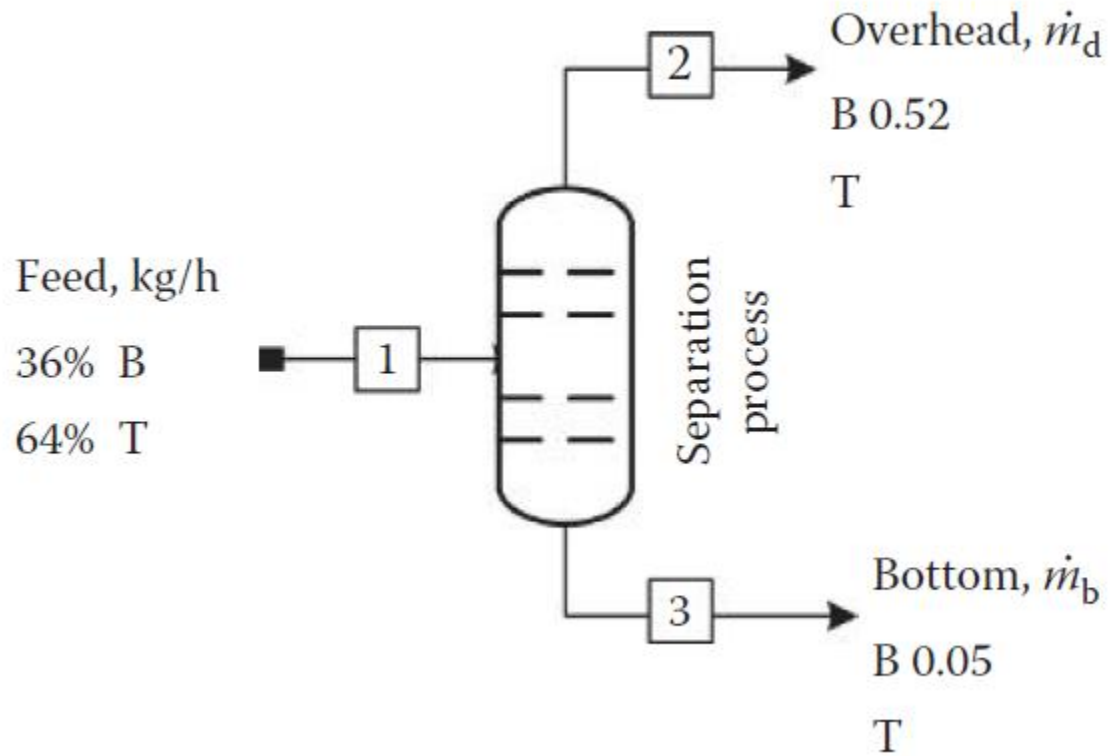 Overhead, ṁd
B 0.52
T
2
Feed, kg/h
36% B
64% T
1
Separation
process
3
Bottom, ṁb
B 0.05
T